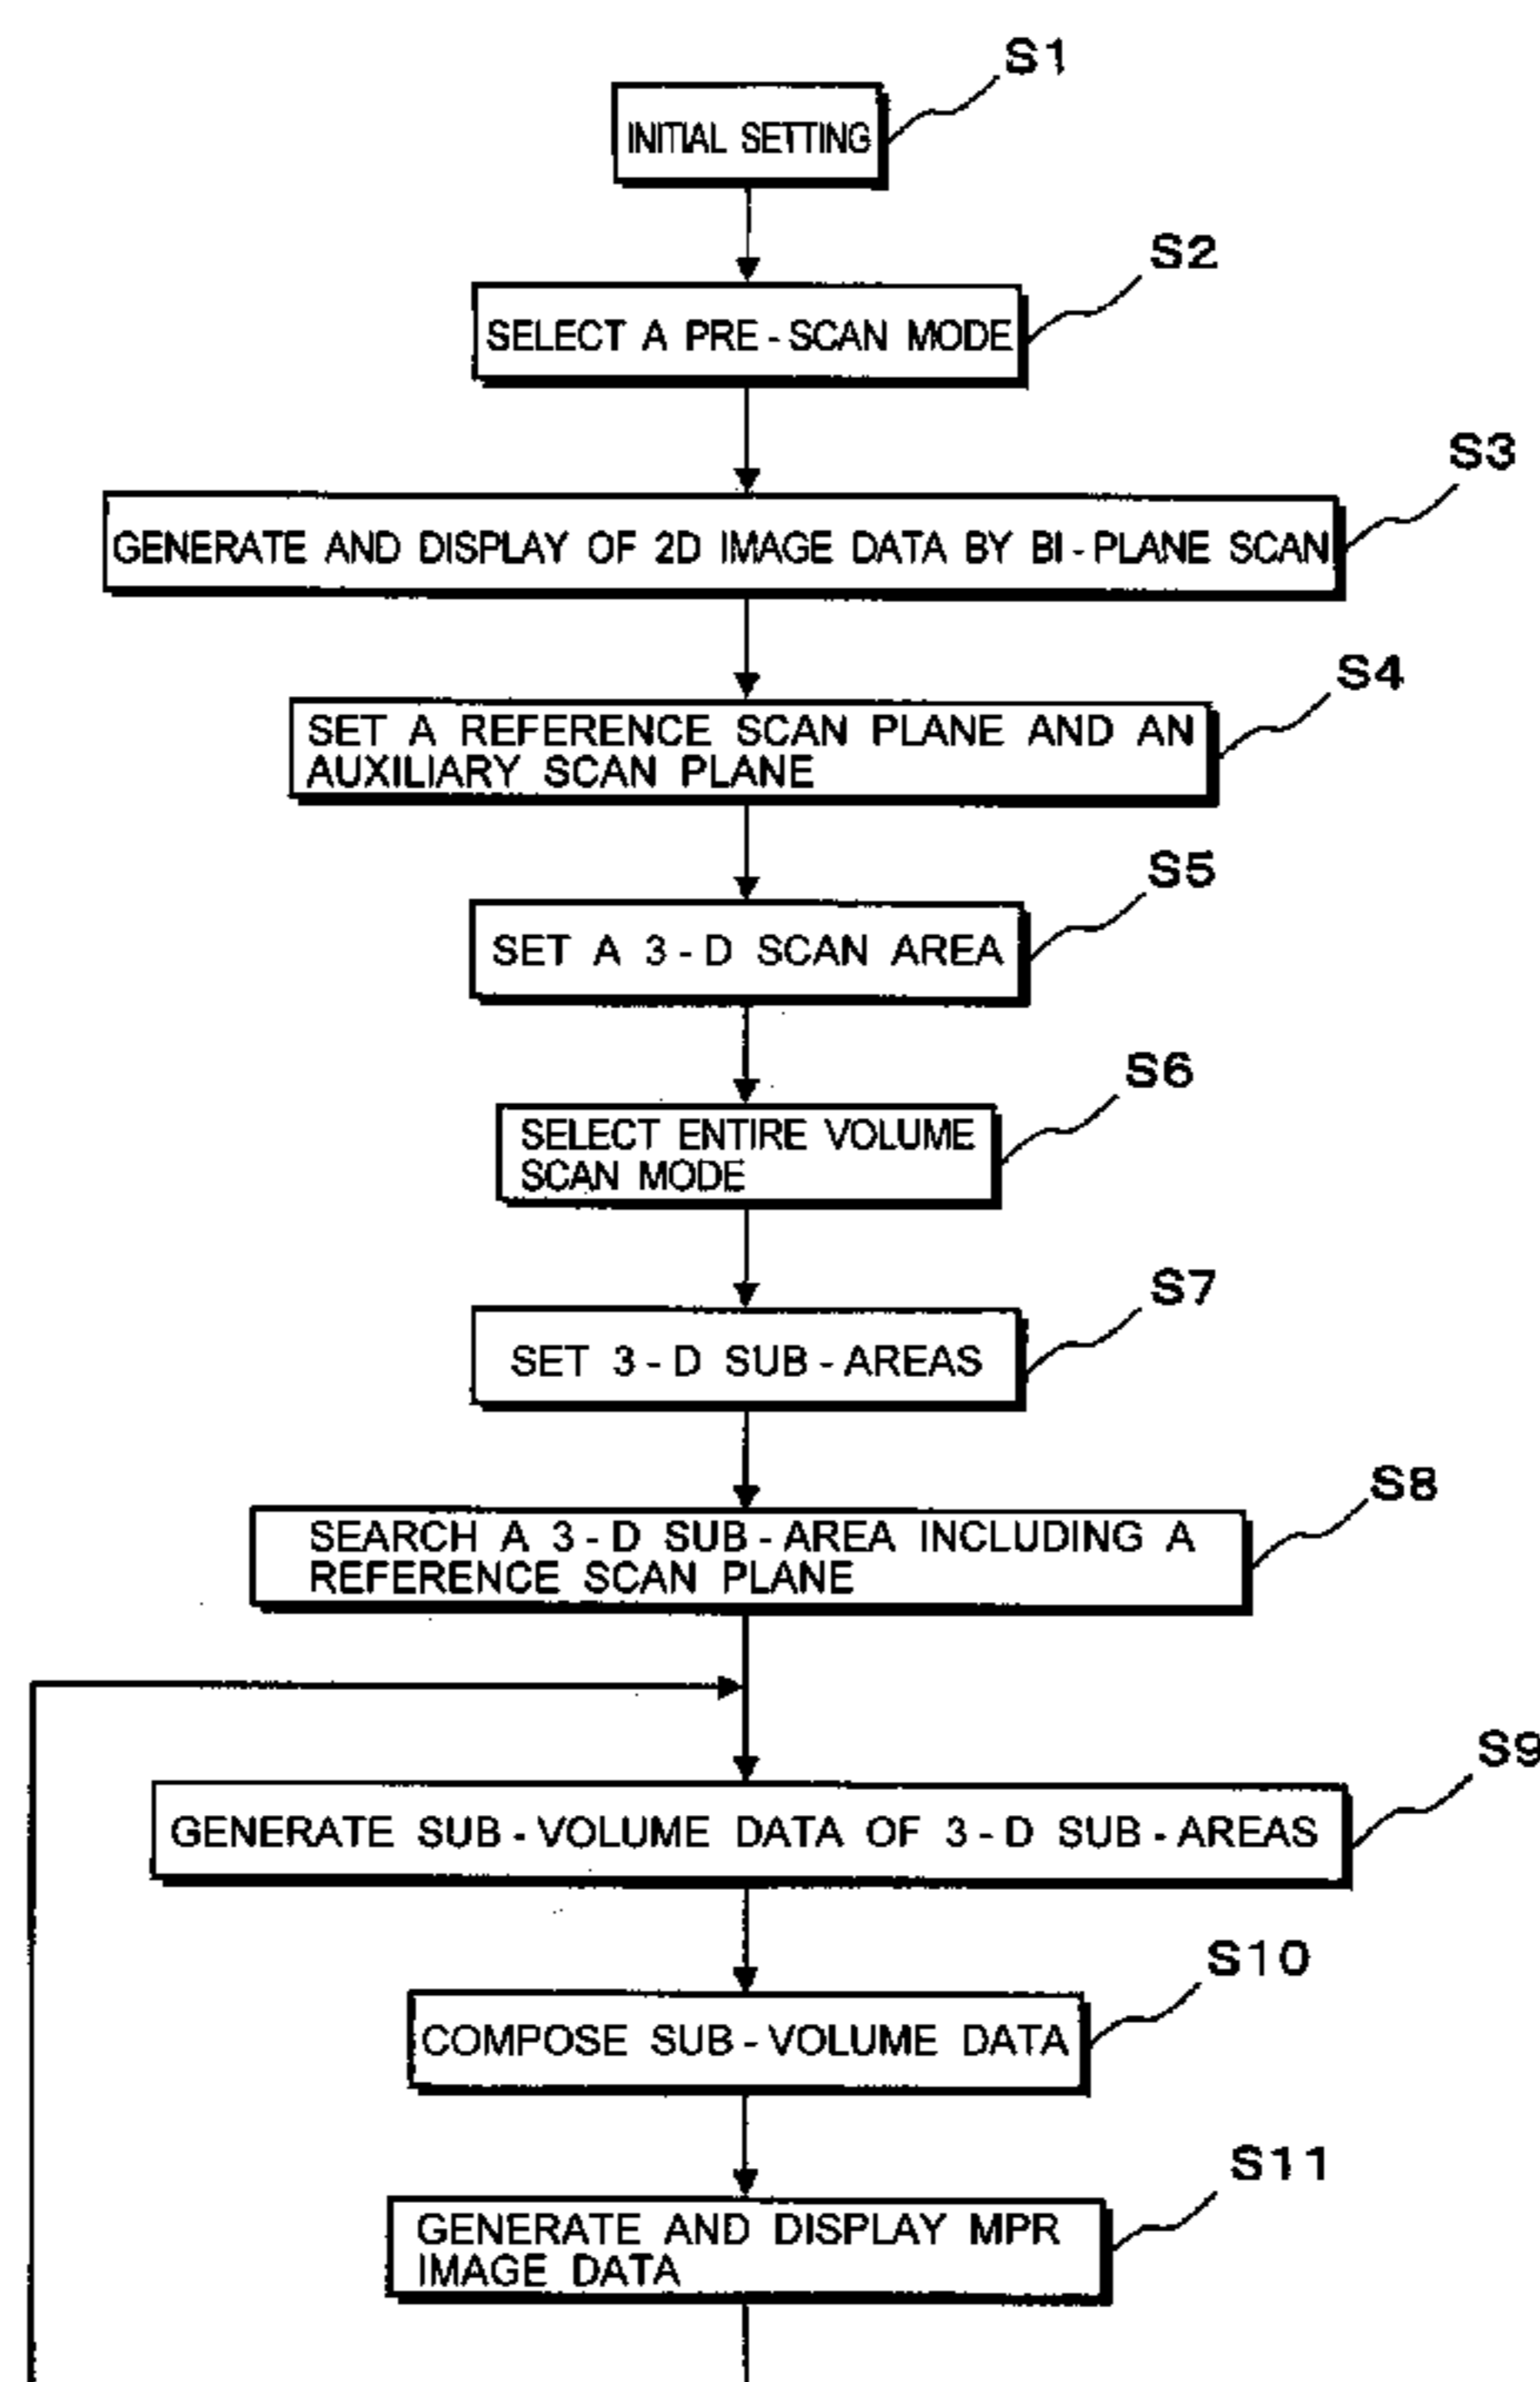 S1
INITIAL SETTING
S2
SELECT A PRE-SCAN MODE
S3
GENERATE AND DISPLAY OF 2D IMAGE DATA BY BI-PLANE SCAN
S4
SET A REFERENCE SCAN PLANE AND AN
AUXILIARY SCAN PLANE
S5
SET A 3-D SCAN AREA
S6
SELECT ENTIRE VOLUME
SCAN MODE
S7
SET 3-D SUB-AREAS
S8
SEARCH A 3-D SUB-AREA INCLUDING A
REFERENCE SCAN PLANE
S9
GENERATE SUB-VOLUME DATA OF 3-D SUB-AREAS
S10
COMPOSE SUB-VOLUME DATA
S11
GENERATE AND DISPLAY MPR
IMAGE DATA